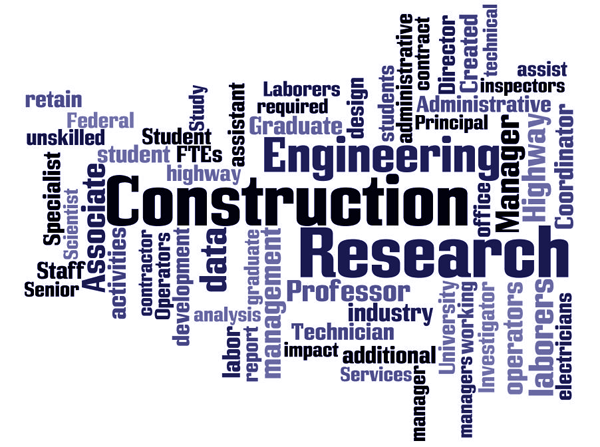 administrative
contract
Director
Created
technical
assist
inspectors
Administrative
Principal
students
design
Laborers
required
Graduate
assistant
Study
retain
Federal
unskilled
Student
student
FTEs
highway
Engineering
Manager
Highway
Coordinator
Specialist
Scientist
Associate
Construction
office
Research
Staff
Senior
activities
contractor
Operators
development
data
analysis
graduate
management
Professor
industry
Technician
labor
report
impact
additional
Services
manager
University
managers
working
Investigator
operators
laborers
electricians